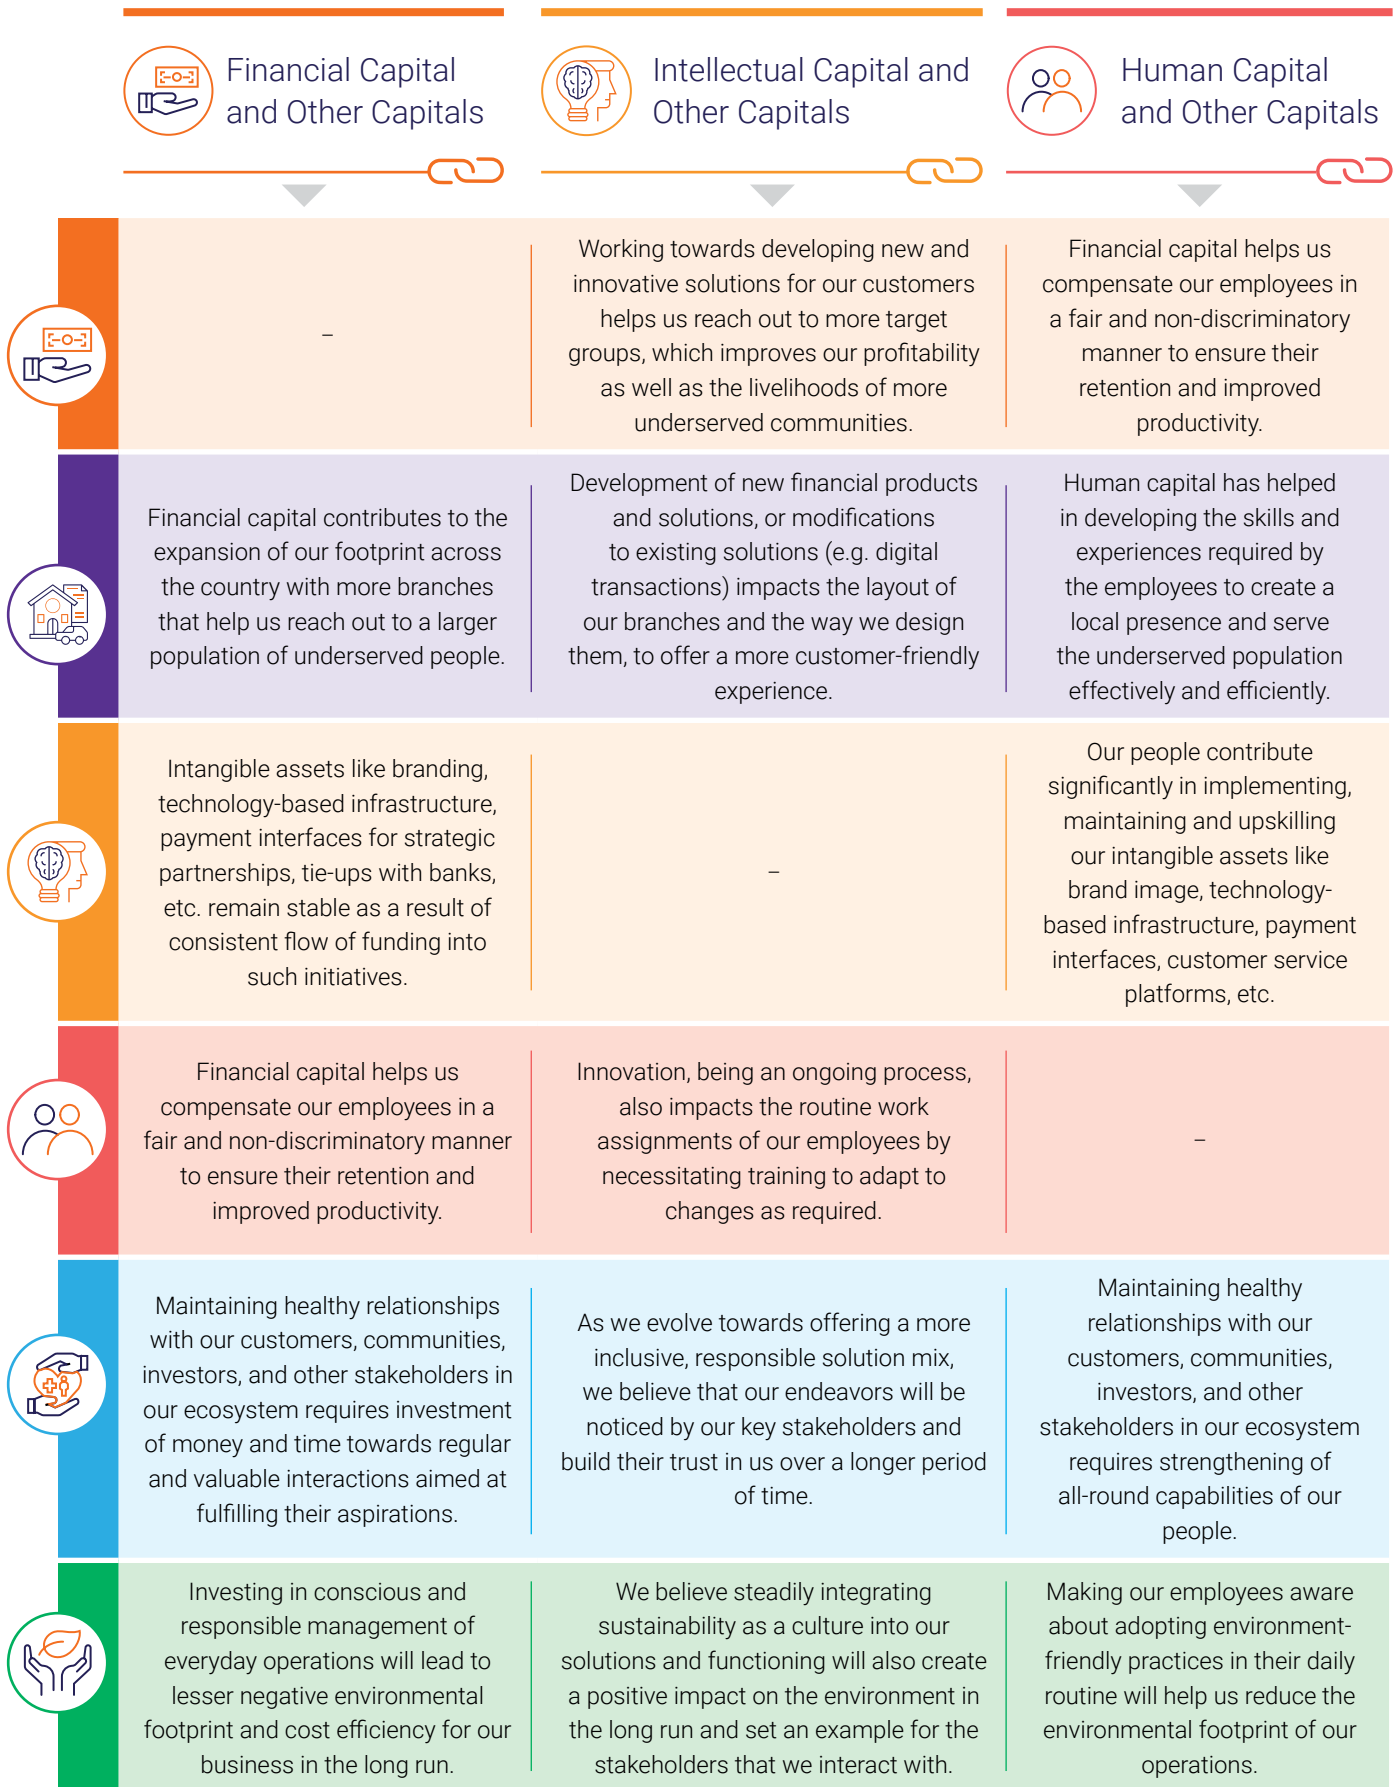 Financial Capital
and Other Capitals
Intellectual Capital and
Other Capitals
Human Capital
and Other Capitals
–
Working towards developing new and
innovative solutions for our customers
helps us reach out to more target
groups, which improves our profitability
as well as the livelihoods of more
underserved communities.
Financial capital helps us
compensate our employees in
a fair and non-discriminatory
manner to ensure their
retention and improved
productivity.
Financial capital contributes to the
expansion of our footprint across
the country with more branches
that help us reach out to a larger
population of underserved people.
Development of new financial products
and solutions, or modifications
to existing solutions (e.g. digital
transactions) impacts the layout of
our branches and the way we design
them, to offer a more customer-friendly
experience.
Human capital has helped
in developing the skills and
experiences required by
the employees to create a
local presence and serve
the underserved population
effectively and efficiently.
Intangible assets like branding,
technology-based infrastructure,
payment interfaces for strategic
partnerships, tie-ups with banks,
etc. remain stable as a result of
consistent flow of funding into
such initiatives.
–
Our people contribute
significantly in implementing,
maintaining and upskilling
our intangible assets like
brand image, technology-
based infrastructure, payment
interfaces, customer service
platforms, etc.
Financial capital helps us
compensate our employees in a
fair and non-discriminatory manner
to ensure their retention and
improved productivity.
Innovation, being an ongoing process,
also impacts the routine work
assignments of our employees by
necessitating training to adapt to
changes as required.
–
Maintaining healthy relationships
with our customers, communities,
investors, and other stakeholders in
our ecosystem requires investment
of money and time towards regular
and valuable interactions aimed at
fulfilling their aspirations.
As we evolve towards offering a more
inclusive, responsible solution mix,
we believe that our endeavors will be
noticed by our key stakeholders and
build their trust in us over a longer period
of time.
Maintaining healthy
relationships with our
customers, communities,
investors, and other
stakeholders in our ecosystem
requires strengthening of
all-round capabilities of our
people.
Investing in conscious and
responsible management of
everyday operations will lead to
lesser negative environmental
footprint and cost efficiency for our
business in the long run.
We believe steadily integrating
sustainability as a culture into our
solutions and functioning will also create
a positive impact on the environment in
the long run and set an example for the
stakeholders that we interact with.
Making our employees aware
about adopting environment-
friendly practices in their daily
routine will help us reduce the
environmental footprint of our
operations.